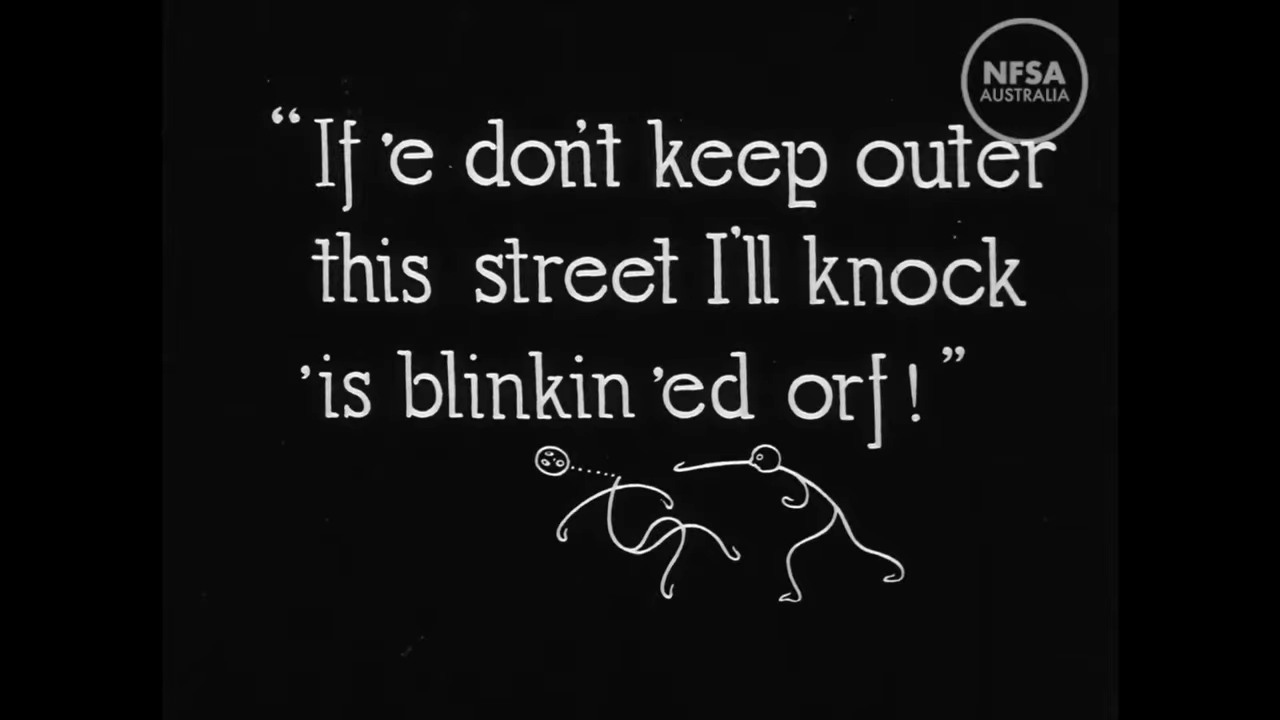 NFSA
AUSTRALIA
“If ’e don’t keep outer
this street I’ll knock
’is blinkin ’ed orf!”